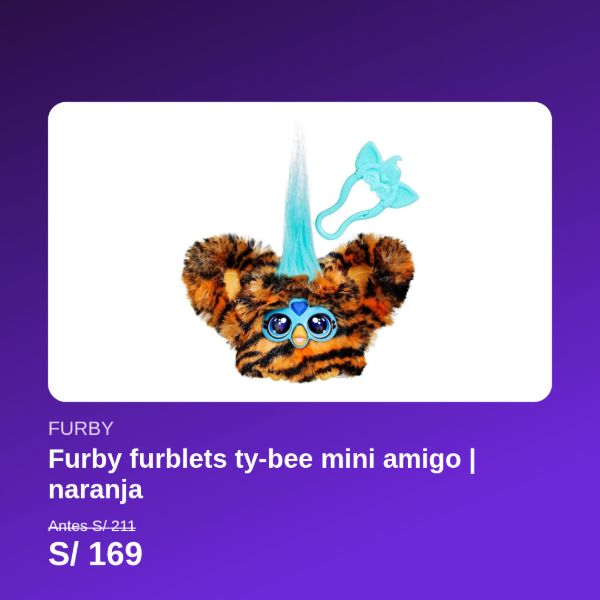 FURBY
Furby furblets ty-bee mini amigo |
naranja
Antes S/ 211
S/ 169